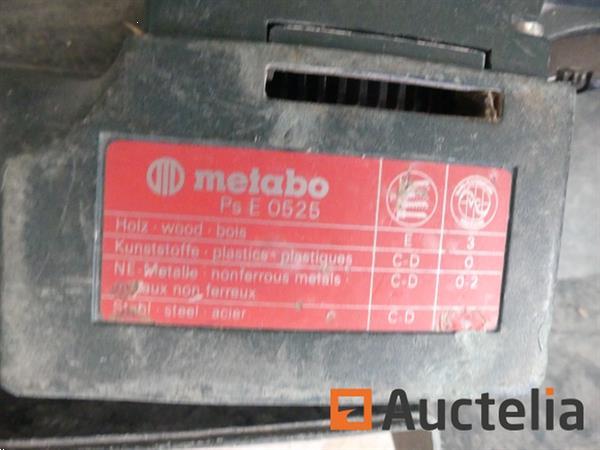 metabo
Ps E 0525
Holz · wood · bois E 3
Kunststoffe · plastics · plastiques C-D 0
NE-Metalle · nonferrous metals · C-D 0-2
non ferreux
Stahl · steel · acier C-D
Auctelia